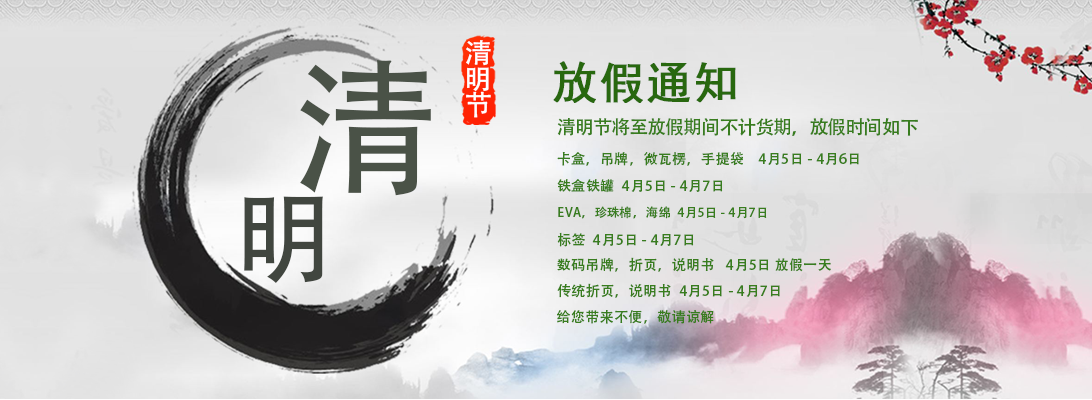 清
明
清明节
放假通知
清明节将至放假期间不计货期，放假时间如下
卡盒，吊牌，微瓦楞，手提袋 4月5日 - 4月6日
铁盒铁罐 4月5日 - 4月7日
EVA，珍珠棉，海绵 4月5日 - 4月7日
标签 4月5日 - 4月7日
数码吊牌，折页，说明书 4月5日 放假一天
传统折页，说明书 4月5日 - 4月7日
给您带来不便，敬请谅解